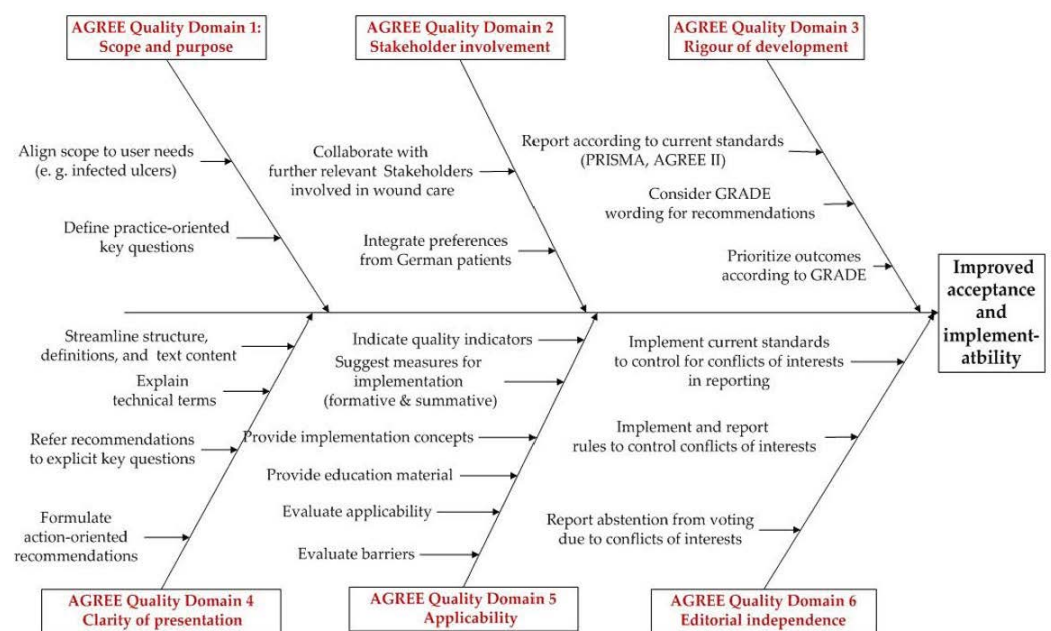 AGREE Quality Domain 1:
Scope and purpose
AGREE Quality Domain 2
Stakeholder involvement
AGREE Quality Domain 3
Rigour of development
Align scope to user needs
(e. g. infected ulcers)
Define practice-oriented
key questions
Collaborate with
further relevant Stakeholders
involved in wound care
Integrate preferences
from German patients
Report according to current standards
(PRISMA, AGREE II)
Consider GRADE
wording for recommendations
Prioritize outcomes
according to GRADE
Improved
acceptance
and
implement-
atbility
Streamline structure,
definitions, and text content
Explain
technical terms
Refer recommendations
to explicit key questions
Formulate
action-oriented
recommendations
Indicate quality indicators
Suggest measures for
implementation
(formative & summative)
Provide implementation concepts
Provide education material
Evaluate applicability
Evaluate barriers
Implement current standards
to control for conflicts of interests
in reporting
Implement and report
rules to control conflicts of interests
Report abstention from voting
due to conflicts of interests
AGREE Quality Domain 4
Clarity of presentation
AGREE Quality Domain 5
Applicability
AGREE Quality Domain 6
Editorial independence